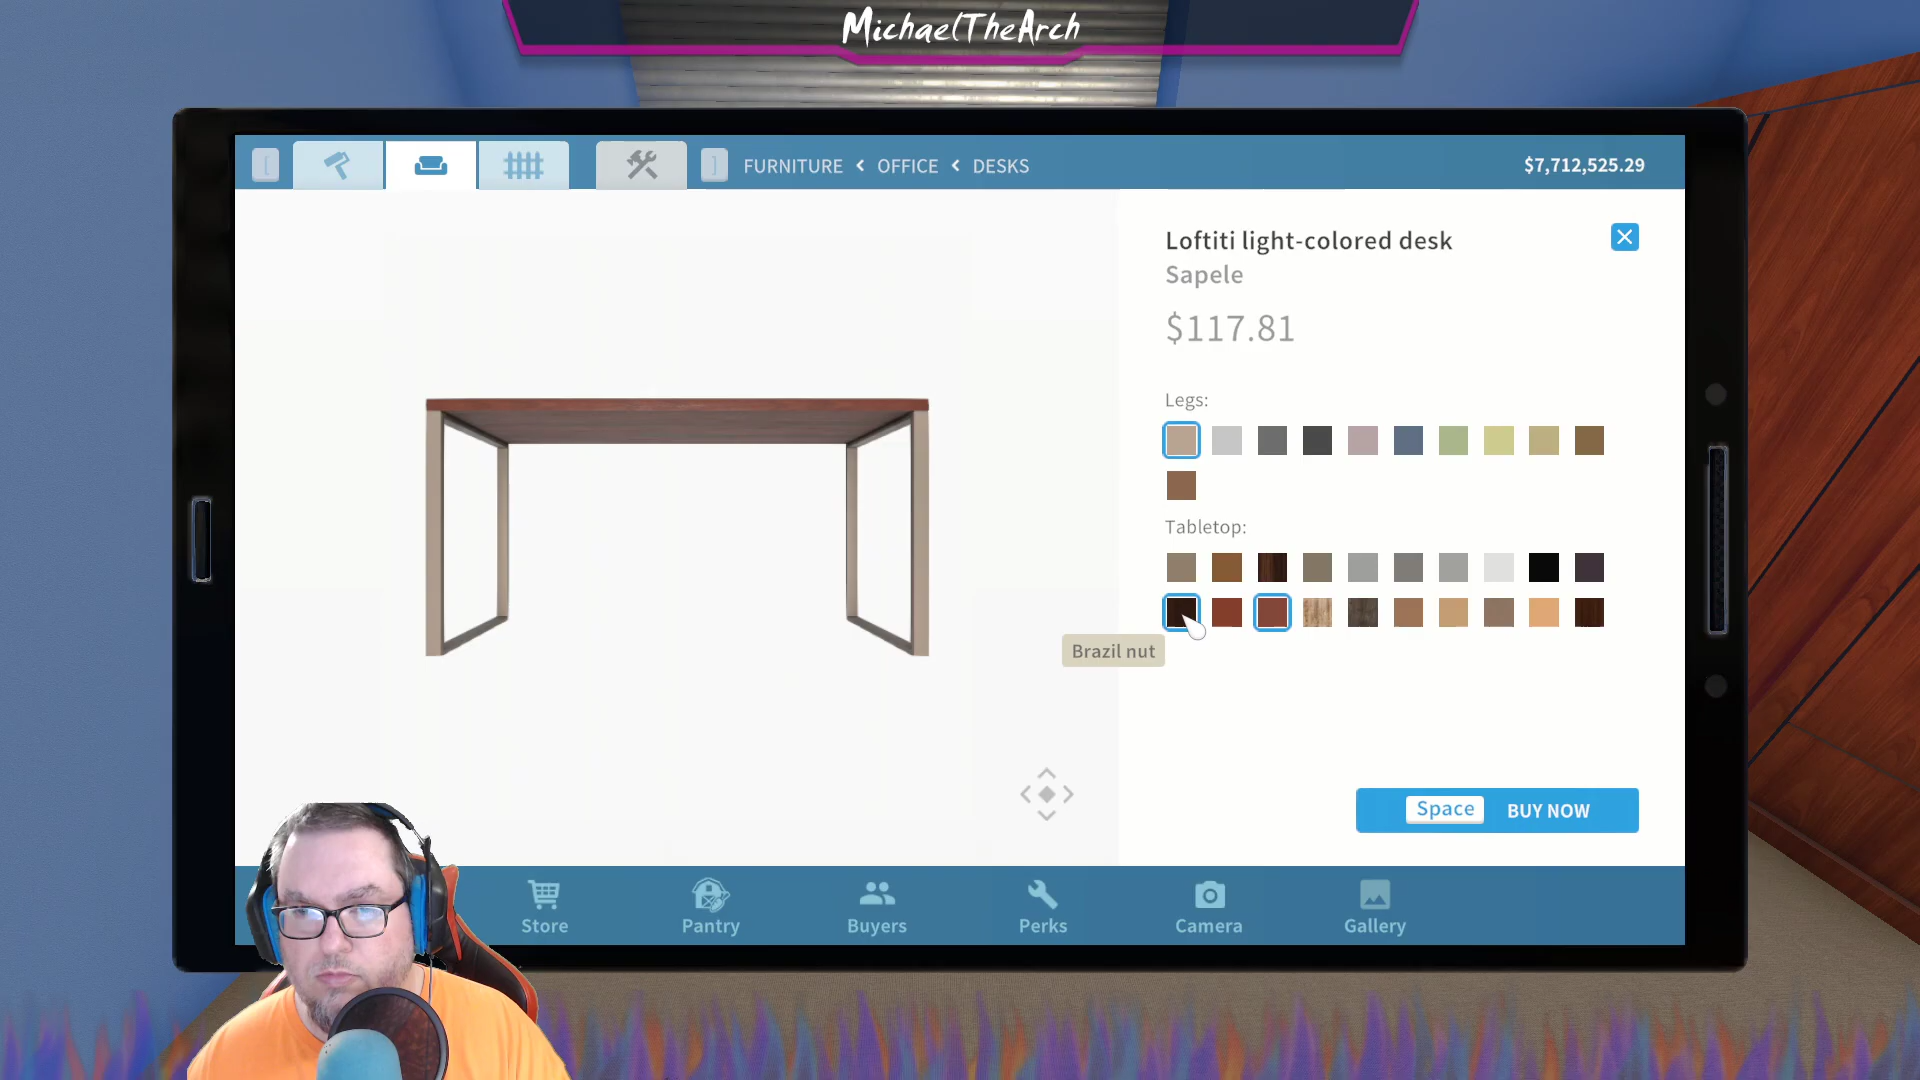 MichaelTheArch
[
]
FURNITURE < OFFICE < DESKS
$7,712,525.29
Loftiti light-colored desk
Sapele
$117.81
Legs:
Tabletop:
Brazil nut
Space BUY NOW
Store
Pantry
Buyers
Perks
Camera
Gallery